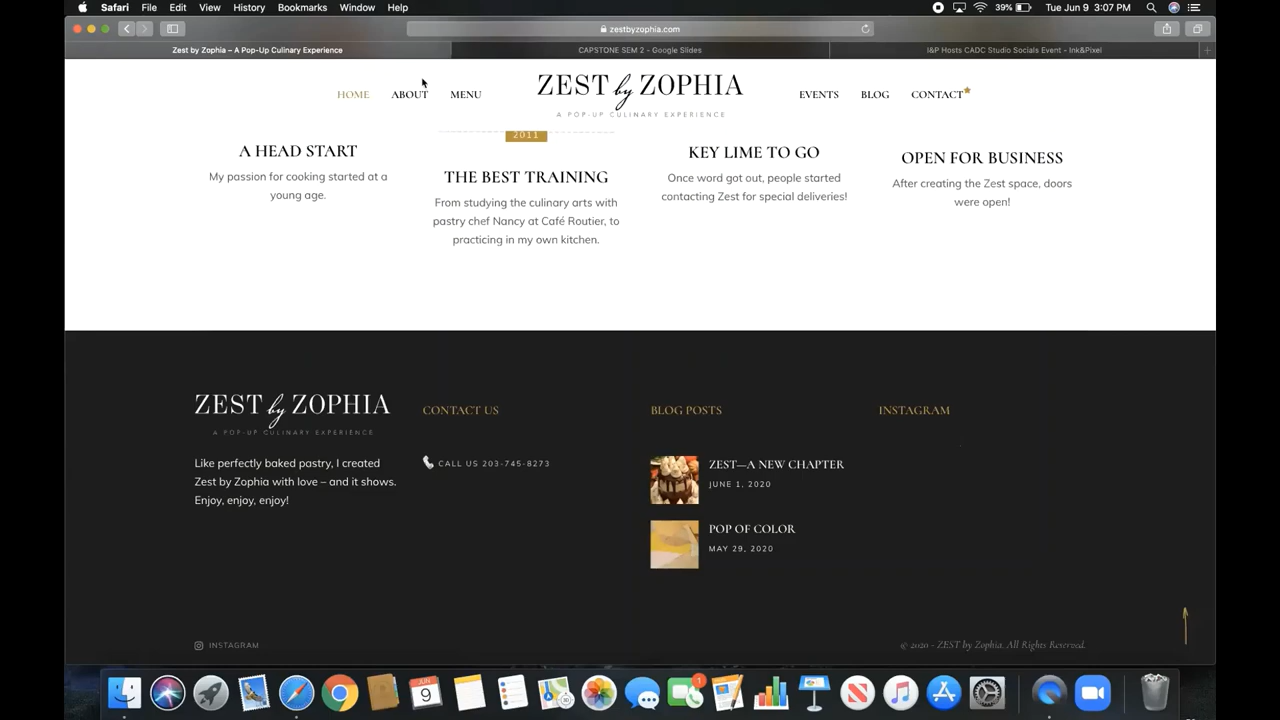 Safari File Edit View History Bookmarks Window Help
39% Tue Jun 9 3:07 PM
zestbyzophia.com
Zest by Zophia – A Pop-Up Culinary Experience
CAPSTONE SEM 2 - Google Slides
I&P Hosts CADC Studio Socials Event - Ink&Pixel
HOME ABOUT MENU
ZEST by ZOPHIA
A POP-UP CULINARY EXPERIENCE
EVENTS BLOG CONTACT
A HEAD START
My passion for cooking started at a
young age.
2011
THE BEST TRAINING
From studying the culinary arts with
pastry chef Nancy at Café Routier, to
practicing in my own kitchen.
KEY LIME TO GO
Once word got out, people started
contacting Zest for special deliveries!
OPEN FOR BUSINESS
After creating the Zest space, doors
were open!
ZEST by ZOPHIA
A POP-UP CULINARY EXPERIENCE
Like perfectly baked pastry, I created
Zest by Zophia with love – and it shows.
Enjoy, enjoy, enjoy!
CONTACT US
CALL US 203-745-8273
BLOG POSTS
ZEST—A NEW CHAPTER
JUNE 1, 2020
POP OF COLOR
MAY 29, 2020
INSTAGRAM
INSTAGRAM
© 2020 - ZEST by Zophia. All Rights Reserved.
JUN
9
1